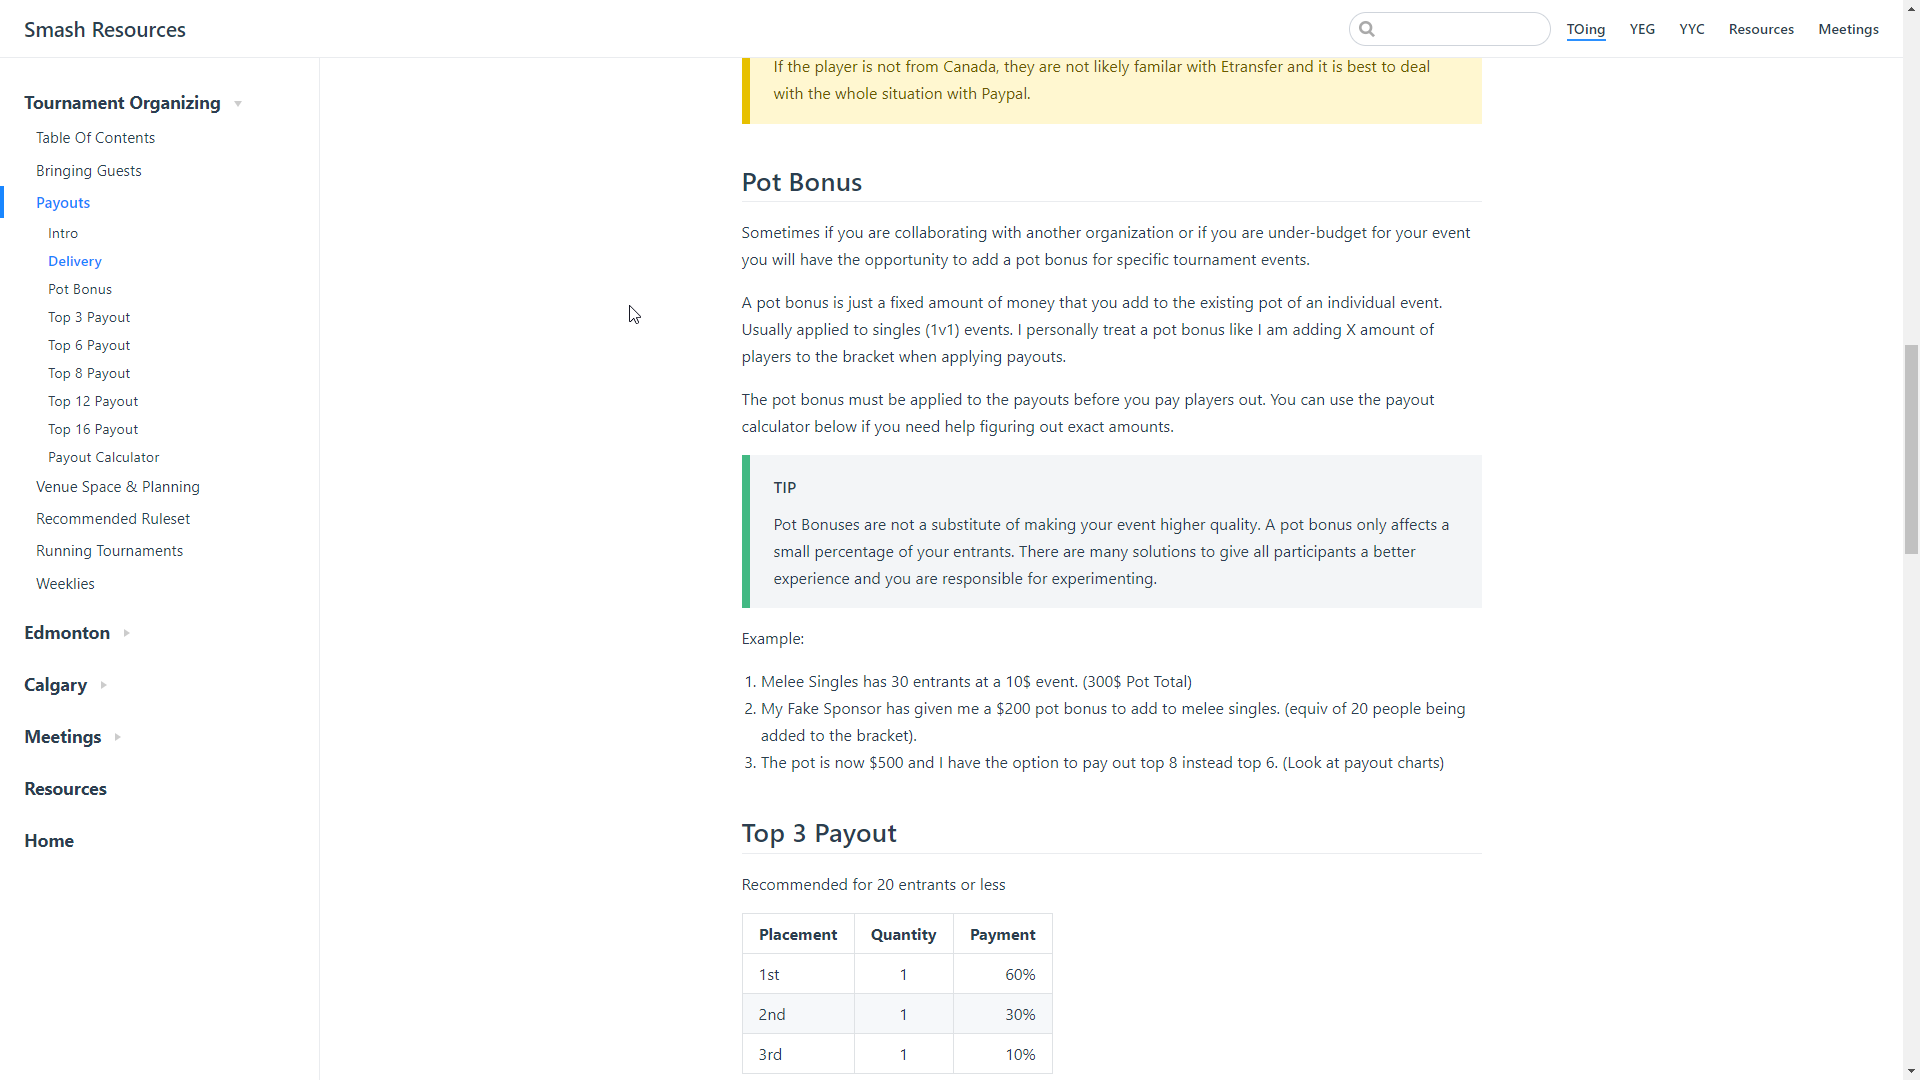 Smash Resources
TOing
YEG
YYC
Resources
Meetings
Tournament Organizing
Table Of Contents
Bringing Guests
Payouts
Intro
Delivery
Pot Bonus
Top 3 Payout
Top 6 Payout
Top 8 Payout
Top 12 Payout
Top 16 Payout
Payout Calculator
Venue Space & Planning
Recommended Ruleset
Running Tournaments
Weeklies
Edmonton
Calgary
Meetings
Resources
Home
If the player is not from Canada, they are not likely familar with Etransfer and it is best to deal
with the whole situation with Paypal.
Pot Bonus
Sometimes if you are collaborating with another organization or if you are under-budget for your event
you will have the opportunity to add a pot bonus for specific tournament events.
A pot bonus is just a fixed amount of money that you add to the existing pot of an individual event.
Usually applied to singles (1v1) events. I personally treat a pot bonus like I am adding X amount of
players to the bracket when applying payouts.
The pot bonus must be applied to the payouts before you pay players out. You can use the payout
calculator below if you need help figuring out exact amounts.
TIP
Pot Bonuses are not a substitute of making your event higher quality. A pot bonus only affects a
small percentage of your entrants. There are many solutions to give all participants a better
experience and you are responsible for experimenting.
Example:
1. Melee Singles has 30 entrants at a 10$ event. (300$ Pot Total)
2. My Fake Sponsor has given me a $200 pot bonus to add to melee singles. (equiv of 20 people being
added to the bracket).
3. The pot is now $500 and I have the option to pay out top 8 instead top 6. (Look at payout charts)
Top 3 Payout
Recommended for 20 entrants or less
Placement Quantity Payment
1st 1 60%
2nd 1 30%
3rd 1 10%